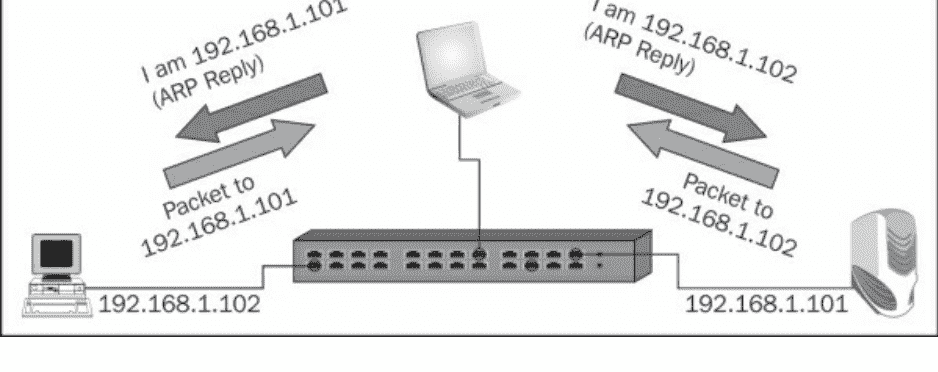 I am 192.168.1.101
(ARP Reply)
I am 192.168.1.102
(ARP Reply)
Packet to
192.168.1.101
Packet to
192.168.1.102
192.168.1.102
192.168.1.101